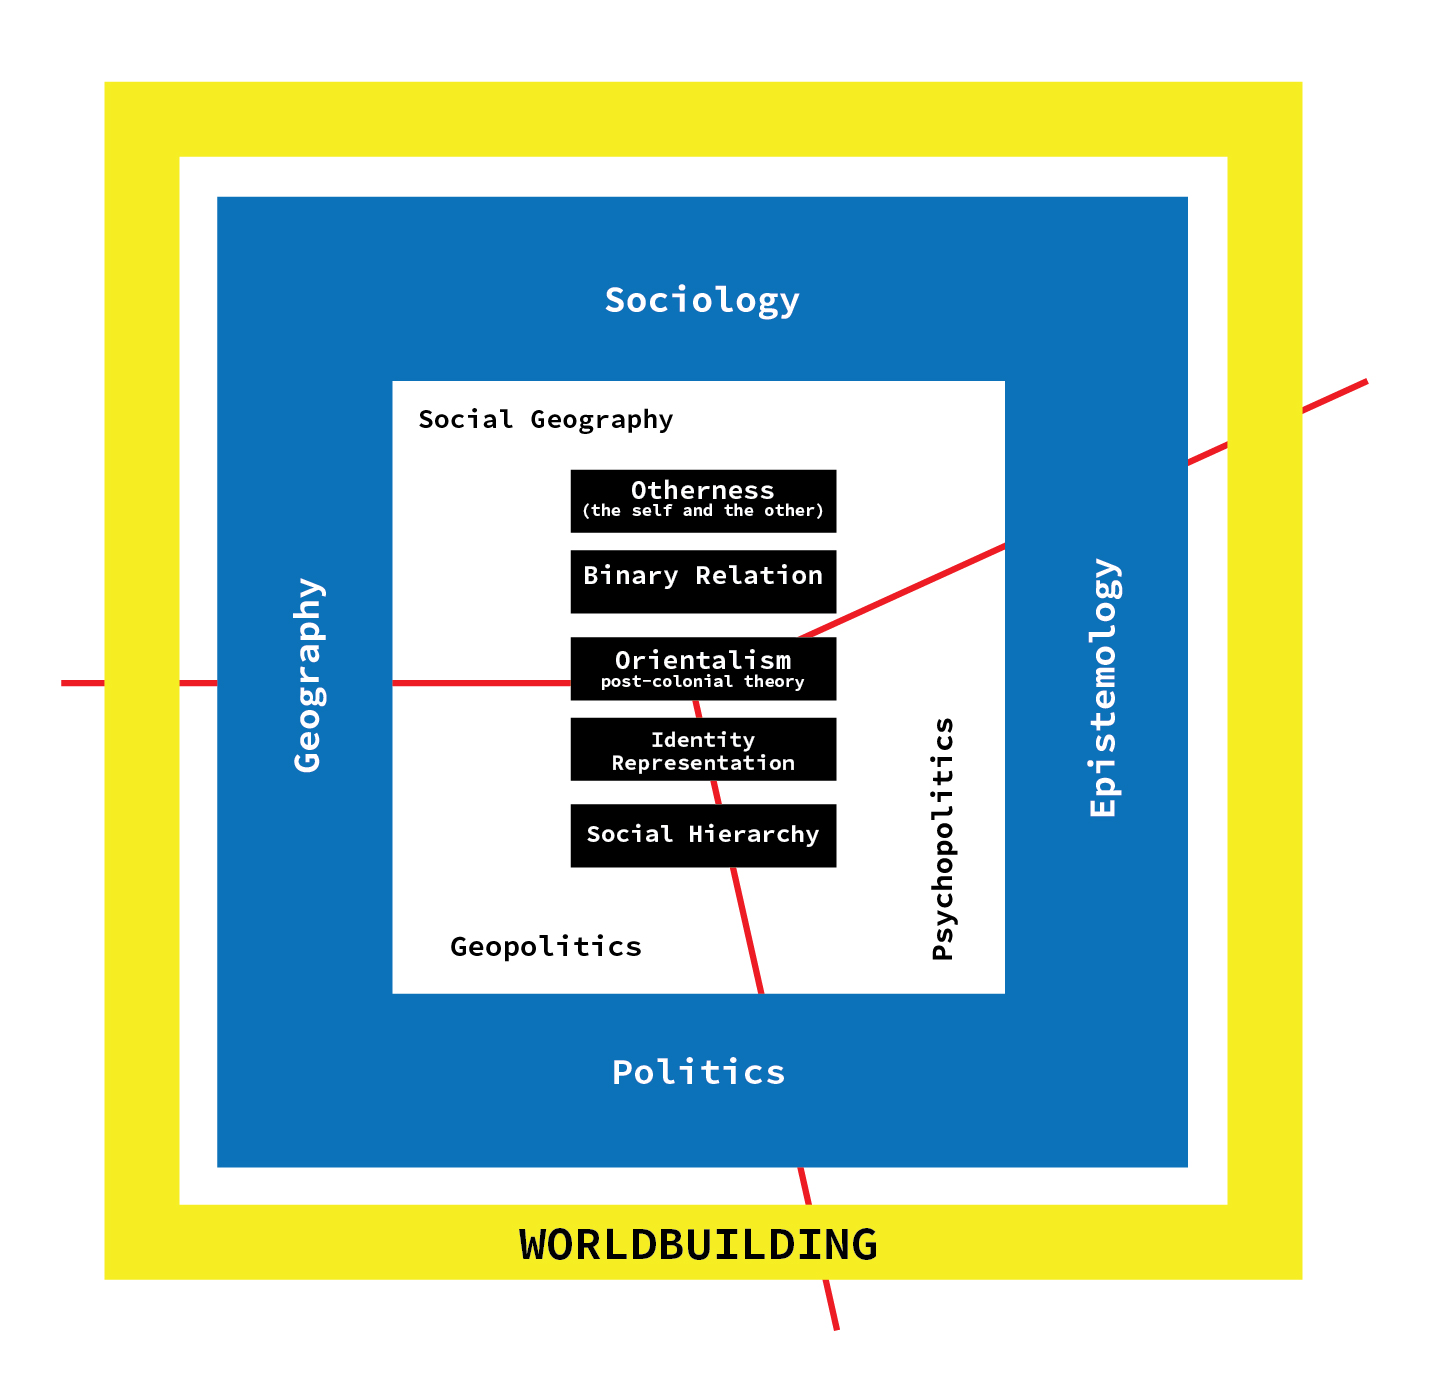 Sociology
Social Geography
Otherness
(the self and the other)
Binary Relation
Orientalism
post-colonial theory
Identity
Representation
Social Hierarchy
Geopolitics
Psychopolitics
Geography
Epistemology
Politics
WORLDBUILDING